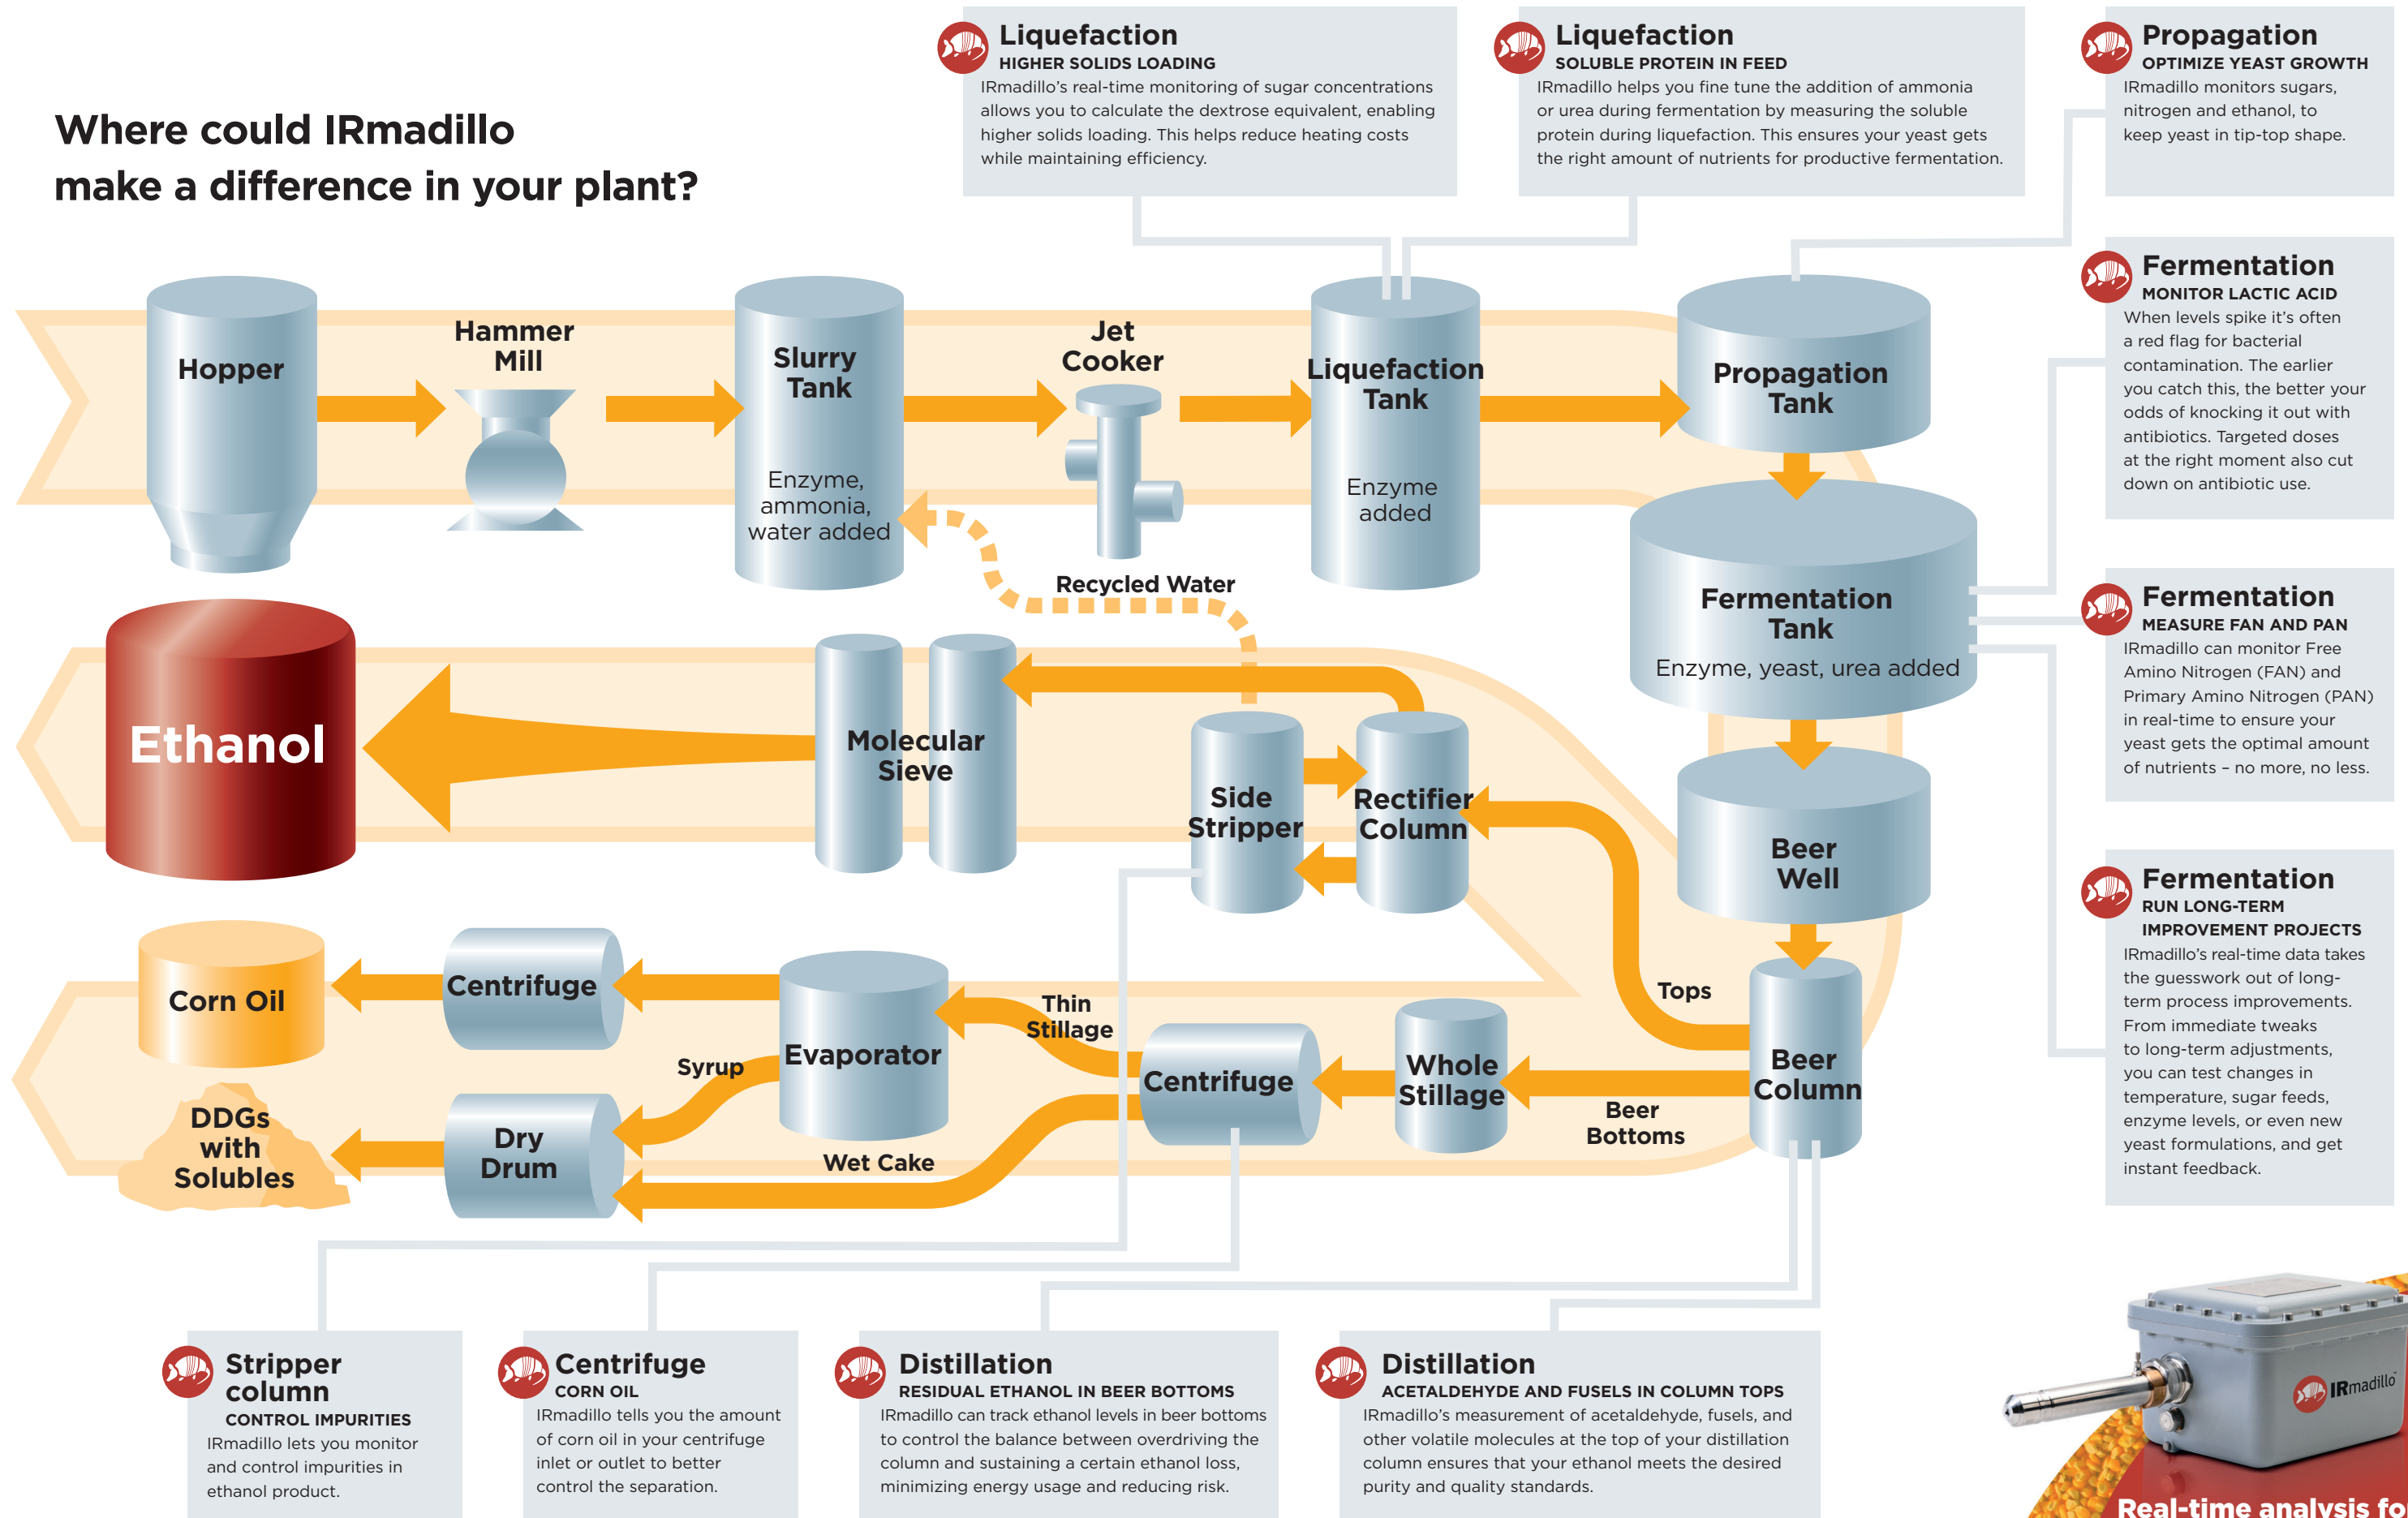 Where could IRmadillo
make a difference in your plant?
Liquefaction
HIGHER SOLIDS LOADING
IRmadillo's real-time monitoring of sugar concentrations
allows you to calculate the dextrose equivalent, enabling
higher solids loading. This helps reduce heating costs
while maintaining efficiency.
Liquefaction
SOLUBLE PROTEIN IN FEED
IRmadillo helps you fine tune the addition of ammonia
or urea during fermentation by measuring the soluble
protein during liquefaction. This ensures your yeast gets
the right amount of nutrients for productive fermentation.
Propagation
OPTIMIZE YEAST GROWTH
IRmadillo monitors sugars,
nitrogen and ethanol, to
keep yeast in tip-top shape.
Fermentation
MONITOR LACTIC ACID
When levels spike it's often
a red flag for bacterial
contamination. The earlier
you catch this, the better your
odds of knocking it out with
antibiotics. Targeted doses
at the right moment also cut
down on antibiotic use.
Fermentation
MEASURE FAN AND PAN
IRmadillo can monitor Free
Amino Nitrogen (FAN) and
Primary Amino Nitrogen (PAN)
in real-time to ensure your
yeast gets the optimal amount
of nutrients – no more, no less.
Fermentation
RUN LONG-TERM
IMPROVEMENT PROJECTS
IRmadillo's real-time data takes
the guesswork out of long-
term process improvements.
From immediate tweaks
to long-term adjustments,
you can test changes in
temperature, sugar feeds,
enzyme levels, or even new
yeast formulations, and get
instant feedback.
Hopper
Hammer
Mill
Slurry
Tank
Enzyme,
ammonia,
water added
Jet
Cooker
Liquefaction
Tank
Enzyme
added
Propagation
Tank
Recycled Water
Fermentation
Tank
Enzyme, yeast, urea added
Ethanol
Molecular
Sieve
Side
Stripper
Rectifier
Column
Beer
Well
Corn Oil
Centrifuge
Evaporator
Thin
Stillage
Syrup
Centrifuge
Whole
Stillage
Tops
Beer
Column
Beer
Bottoms
DDGs
with
Solubles
Dry
Drum
Wet Cake
Stripper
column
CONTROL IMPURITIES
IRmadillo lets you monitor
and control impurities in
ethanol product.
Centrifuge
CORN OIL
IRmadillo tells you the amount
of corn oil in your centrifuge
inlet or outlet to better
control the separation.
Distillation
RESIDUAL ETHANOL IN BEER BOTTOMS
IRmadillo can track ethanol levels in beer bottoms
to control the balance between overdriving the
column and sustaining a certain ethanol loss,
minimizing energy usage and reducing risk.
Distillation
ACETALDEHYDE AND FUSELS IN COLUMN TOPS
IRmadillo's measurement of acetaldehyde, fusels, and
other volatile molecules at the top of your distillation
column ensures that your ethanol meets the desired
purity and quality standards.
IRmadillo™
Real-time analysis